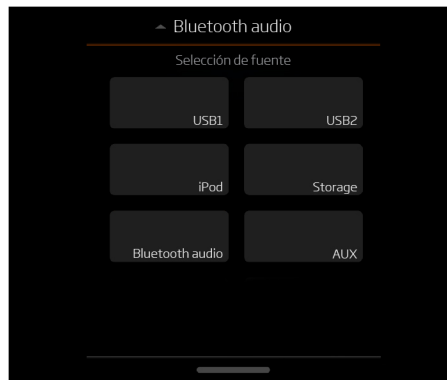 Bluetooth audio
Selección de fuente
USB1 USB2
iPod Storage
Bluetooth audio AUX